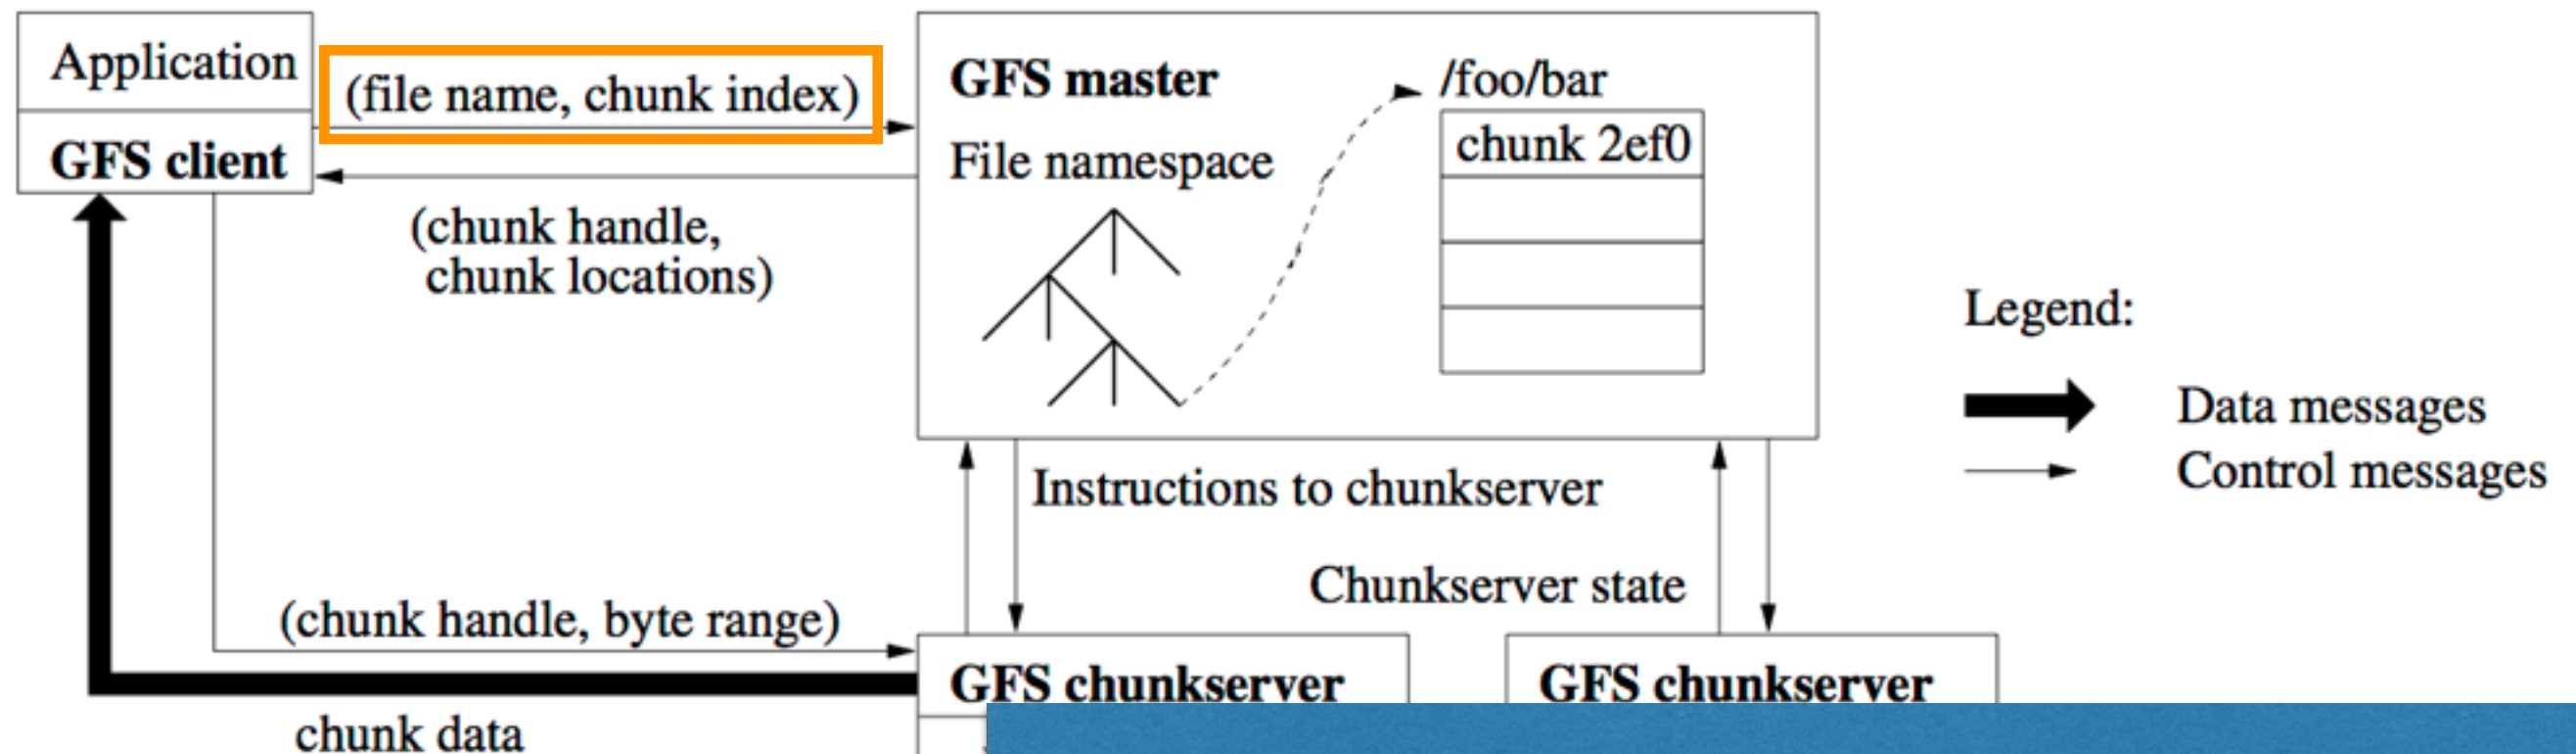 Application
GFS client
(file name, chunk index)
(chunk handle,
chunk locations)
GFS master
File namespace
/foo/bar
chunk 2ef0
Legend:
Data messages
Control messages
Instructions to chunkserver
Chunkserver state
(chunk handle, byte range)
GFS chunkserver
GFS chunkserver
chunk data